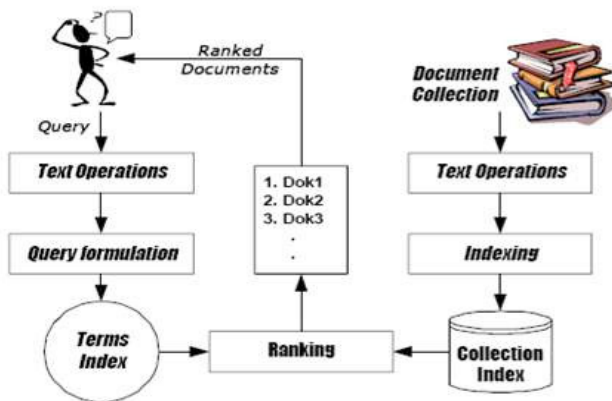 ?
Ranked
Documents
Document
Collection
Query
Text Operations
Text Operations
1. Dok1
2. Dok2
3. Dok3
.
.
Query formulation
Indexing
Terms
Index
Ranking
Collection
Index